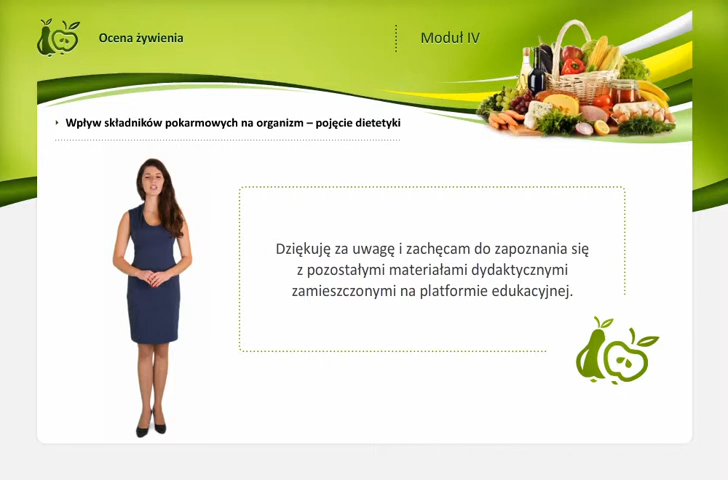 Ocena żywienia
Moduł IV
Wpływ składników pokarmowych na organizm – pojęcie dietetyki
Dziękuję za uwagę i zachęcam do zapoznania się
z pozostałymi materiałami dydaktycznymi
zamieszczonymi na platformie edukacyjnej.